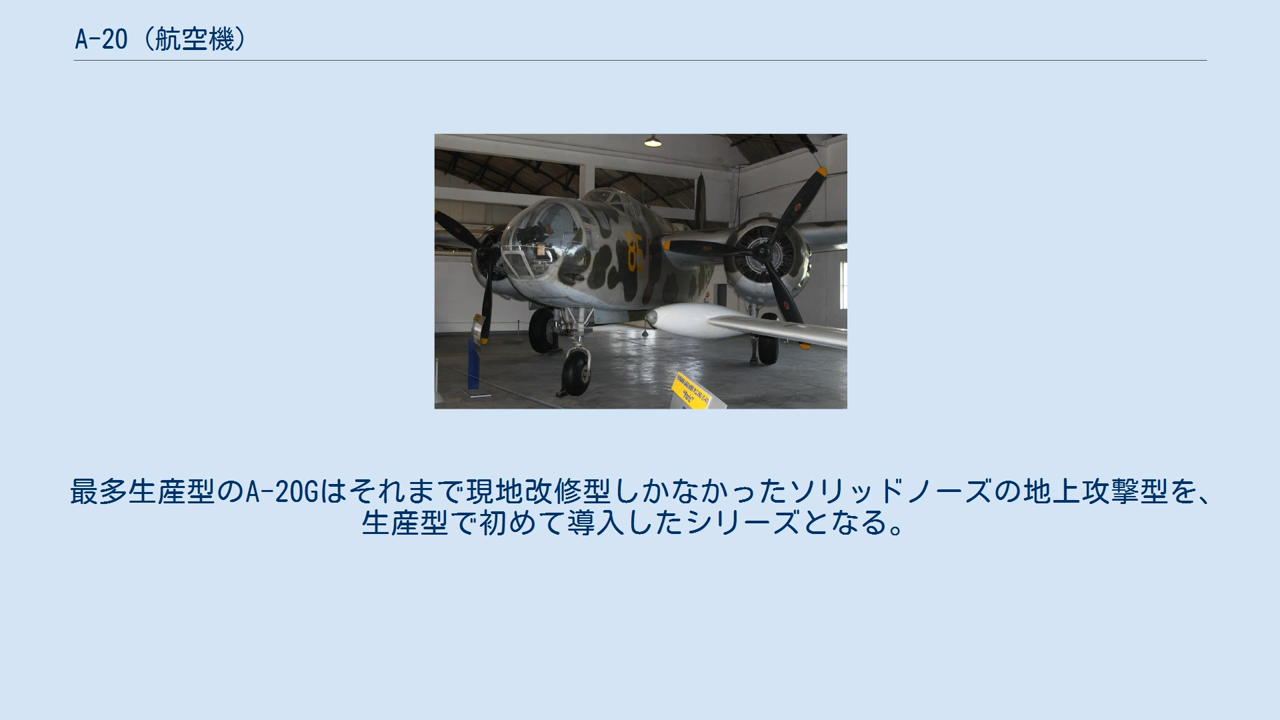 A-20（航空機）
8
最多生産型のA-20Gはそれまで現地改修型しかなかったソリッドノーズの地上攻撃型を、
生産型で初めて導入したシリーズとなる。